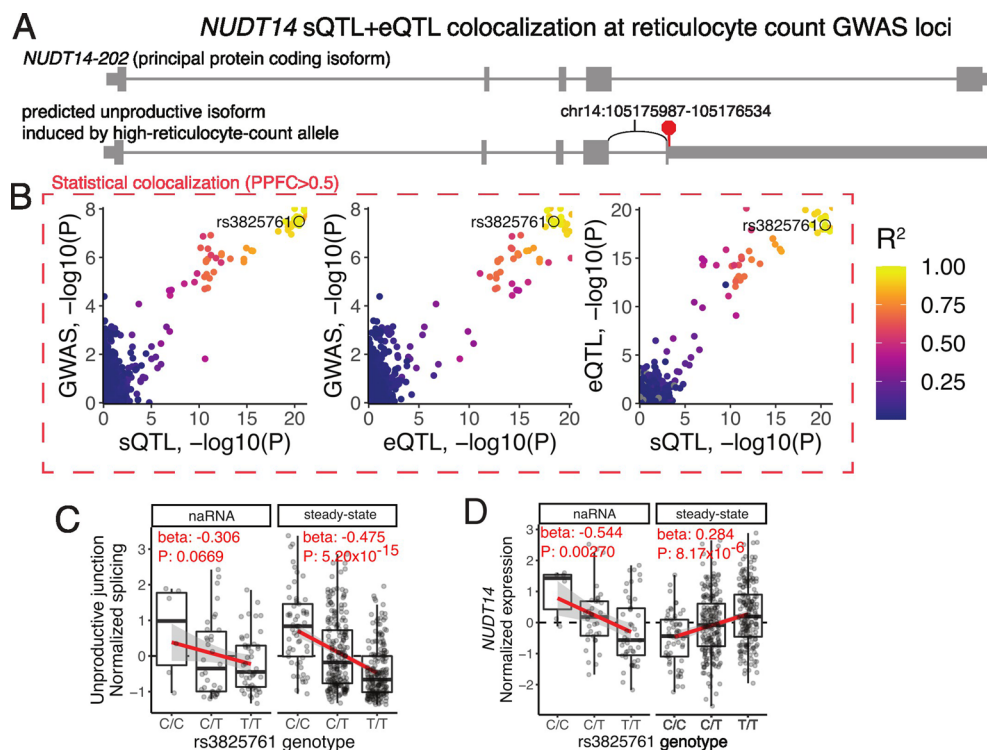 A NUDT14 sQTL+eQTL colocalization at reticulocyte count GWAS loci
NUDT14-202 (principal protein coding isoform)
predicted unproductive isoform
induced by high-reticulocyte-count allele
chr14:105175987-105176534
Statistical colocalization (PPFC>0.5)
B
GWAS, −log10(P)
8
6
4
2
0
rs3825761
0 5 10 15 20
sQTL, −log10(P)
GWAS, −log10(P)
8
6
4
2
0
rs3825761
0 5 10 15 20
eQTL, −log10(P)
eQTL, −log10(P)
20
15
10
5
0
rs3825761
0 5 10 15 20
sQTL, −log10(P)
R²
1.00
0.75
0.50
0.25
C
naRNA steady-state
beta: -0.306 beta: -0.475
P: 0.0669 P: 5.20x10⁻¹⁵
Unproductive junction
Normalized splicing
3
2
1
0
−1
C/C C/T T/T C/C C/T T/T
rs3825761 genotype
D
naRNA steady-state
beta: -0.544 beta: 0.284
P: 0.00270 P: 8.17x10⁻⁶
NUDT14
Normalized expression
3
2
1
0
−1
−2
C/C C/T T/T C/C C/T T/T
rs3825761 genotype